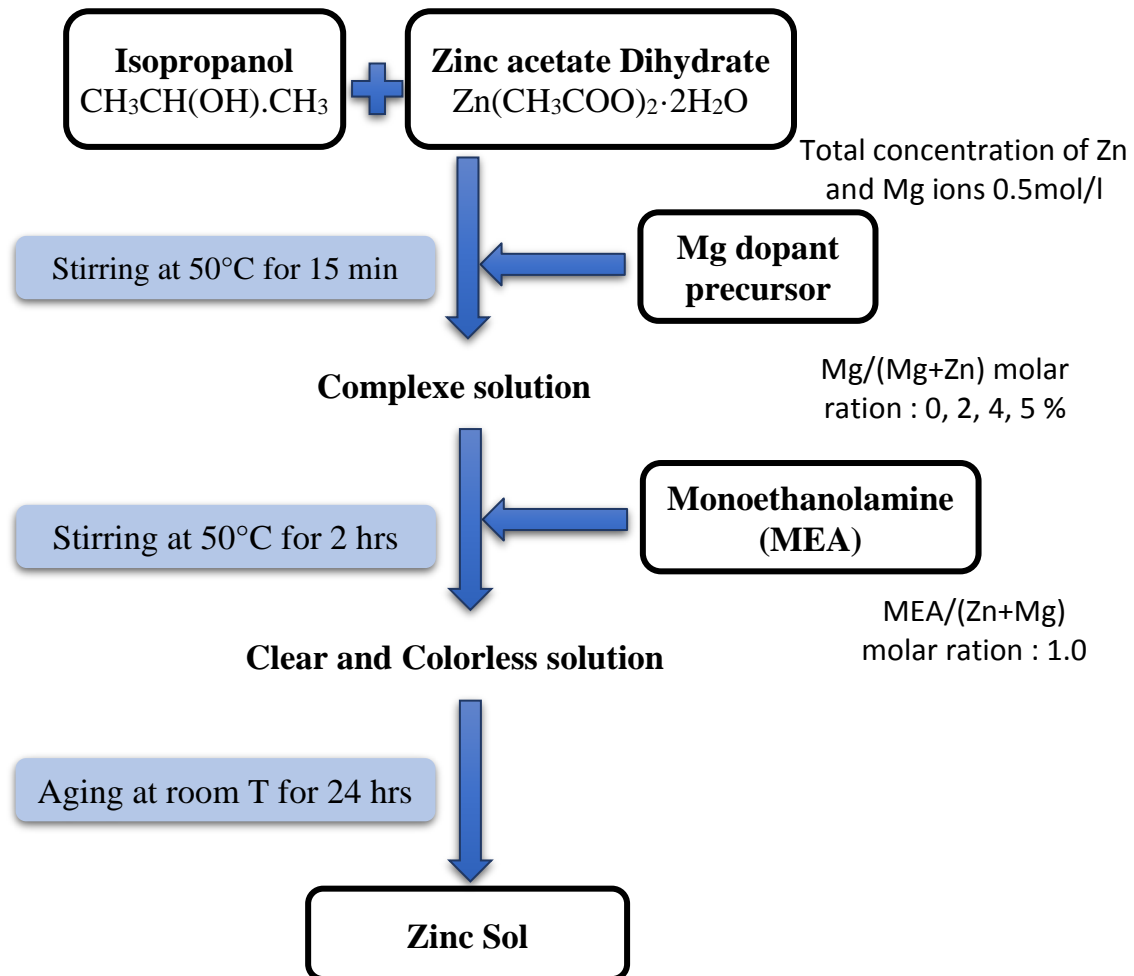 Isopropanol
CH₃CH(OH).CH₃
Zinc acetate Dihydrate
Zn(CH₃COO)₂·2H₂O
Total concentration of Zn
and Mg ions 0.5mol/l
Stirring at 50°C for 15 min
Mg dopant
precursor
Complexe solution
Mg/(Mg+Zn) molar
ration : 0, 2, 4, 5 %
Stirring at 50°C for 2 hrs
Monoethanolamine
(MEA)
MEA/(Zn+Mg)
molar ration : 1.0
Clear and Colorless solution
Aging at room T for 24 hrs
Zinc Sol